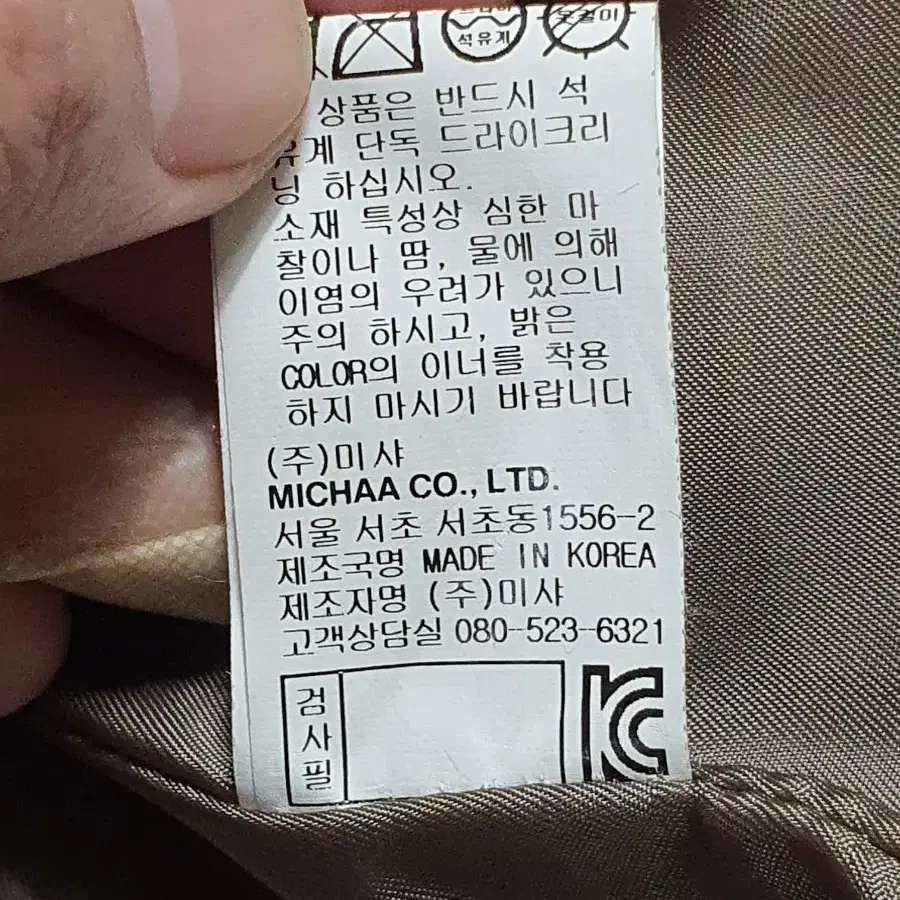 드라이
석유계
상품은 반드시 석
유계 단독 드라이크리
닝 하십시오.
소재 특성상 심한 마
찰이나 땀, 물에 의해
이염의 우려가 있으니
주의 하시고, 밝은
COLOR의 이너를 착용
하지 마시기 바랍니다
(주)미샤
MICHAA CO., LTD.
서울 서초 서초동1556-2
제조국명 MADE IN KOREA
제조자명 (주)미샤
고객상담실 080-523-6321
검사필